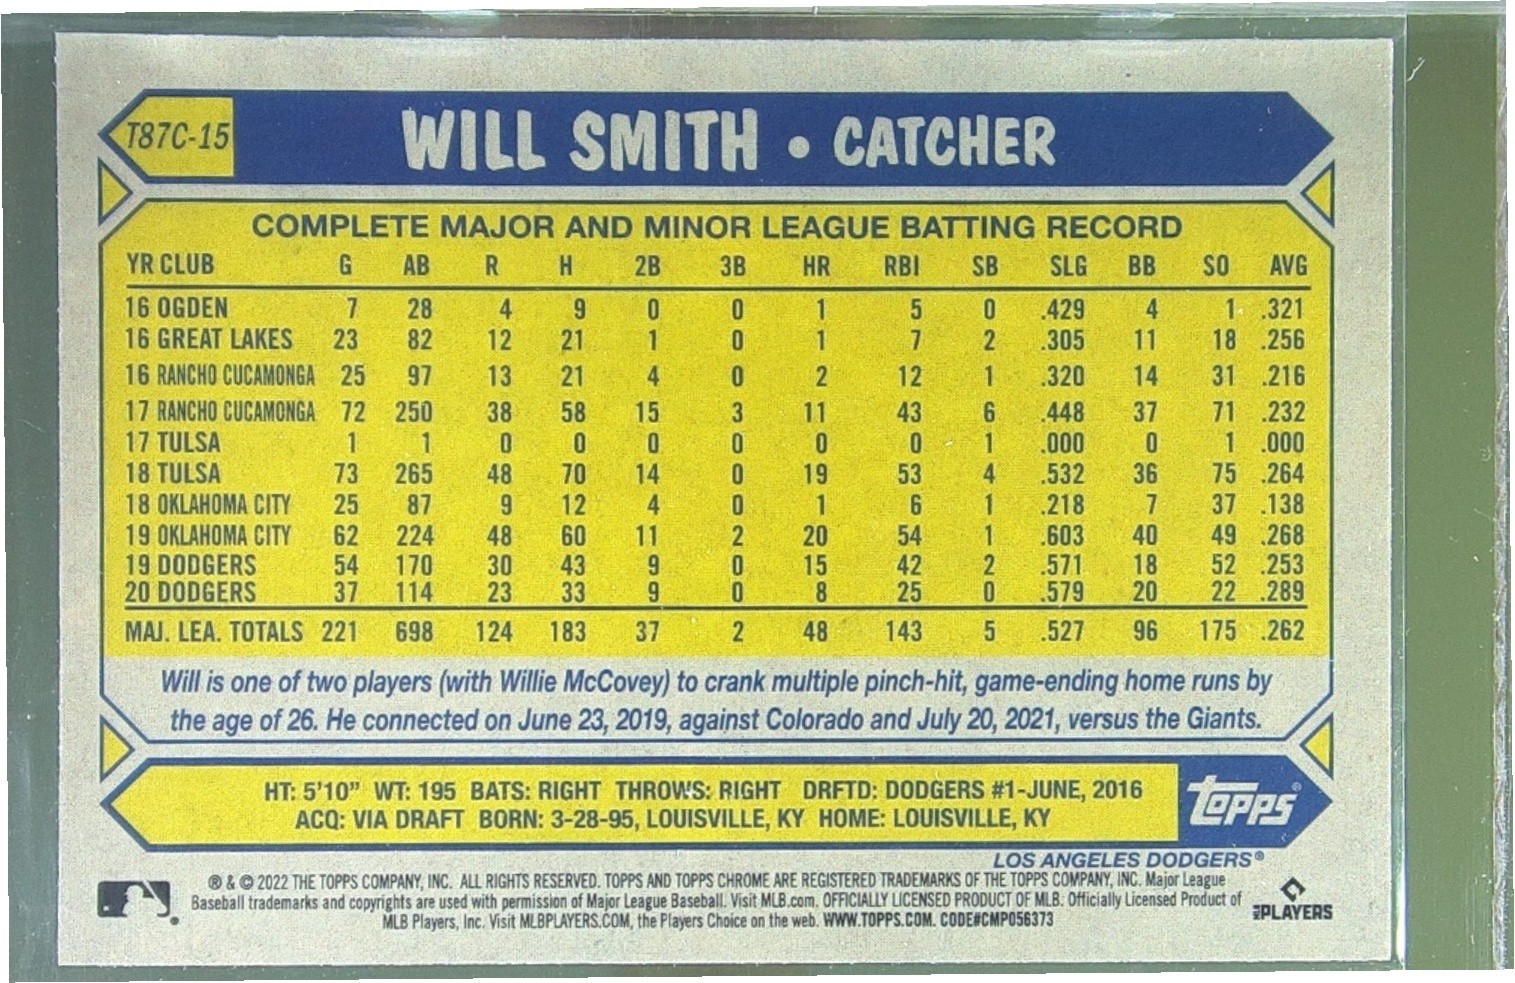 T87C-15
WILL SMITH • CATCHER
COMPLETE MAJOR AND MINOR LEAGUE BATTING RECORD
YR CLUB G AB R H 2B 3B HR RBI SB SLG BB SO AVG
16 OGDEN 7 28 4 9 0 0 1 5 0 .429 4 1 .321
16 GREAT LAKES 23 82 12 21 1 0 1 7 2 .305 11 18 .256
16 RANCHO CUCAMONGA 25 97 13 21 4 0 2 12 1 .320 14 31 .216
17 RANCHO CUCAMONGA 72 250 38 58 15 3 11 43 6 .448 37 71 .232
17 TULSA 1 1 0 0 0 0 0 0 1 .000 0 1 .000
18 TULSA 73 265 48 70 14 0 19 53 4 .532 36 75 .264
18 OKLAHOMA CITY 25 87 9 12 4 0 1 6 1 .218 7 37 .138
19 OKLAHOMA CITY 62 224 48 60 11 2 20 54 1 .603 40 49 .268
19 DODGERS 54 170 30 43 9 0 15 42 2 .571 18 52 .253
20 DODGERS 37 114 23 33 9 0 8 25 0 .579 20 22 .289
MAJ. LEA. TOTALS 221 698 124 183 37 2 48 143 5 .527 96 175 .262
Will is one of two players (with Willie McCovey) to crank multiple pinch-hit, game-ending home runs by
the age of 26. He connected on June 23, 2019, against Colorado and July 20, 2021, versus the Giants.
HT: 5'10" WT: 195 BATS: RIGHT THROWS: RIGHT DRFTD: DODGERS #1-JUNE, 2016
ACQ: VIA DRAFT BORN: 3-28-95, LOUISVILLE, KY HOME: LOUISVILLE, KY
Topps®
LOS ANGELES DODGERS®
® & © 2022 THE TOPPS COMPANY, INC. ALL RIGHTS RESERVED. TOPPS AND TOPPS CHROME ARE REGISTERED TRADEMARKS OF THE TOPPS COMPANY, INC. Major League
Baseball trademarks and copyrights are used with permission of Major League Baseball. Visit MLB.com. OFFICIALLY LICENSED PRODUCT OF MLB. Officially Licensed Product of
MLB Players, Inc. Visit MLBPLAYERS.COM, the Players Choice on the web. WWW.TOPPS.COM. CODE#CMP056373
MLB PLAYERS